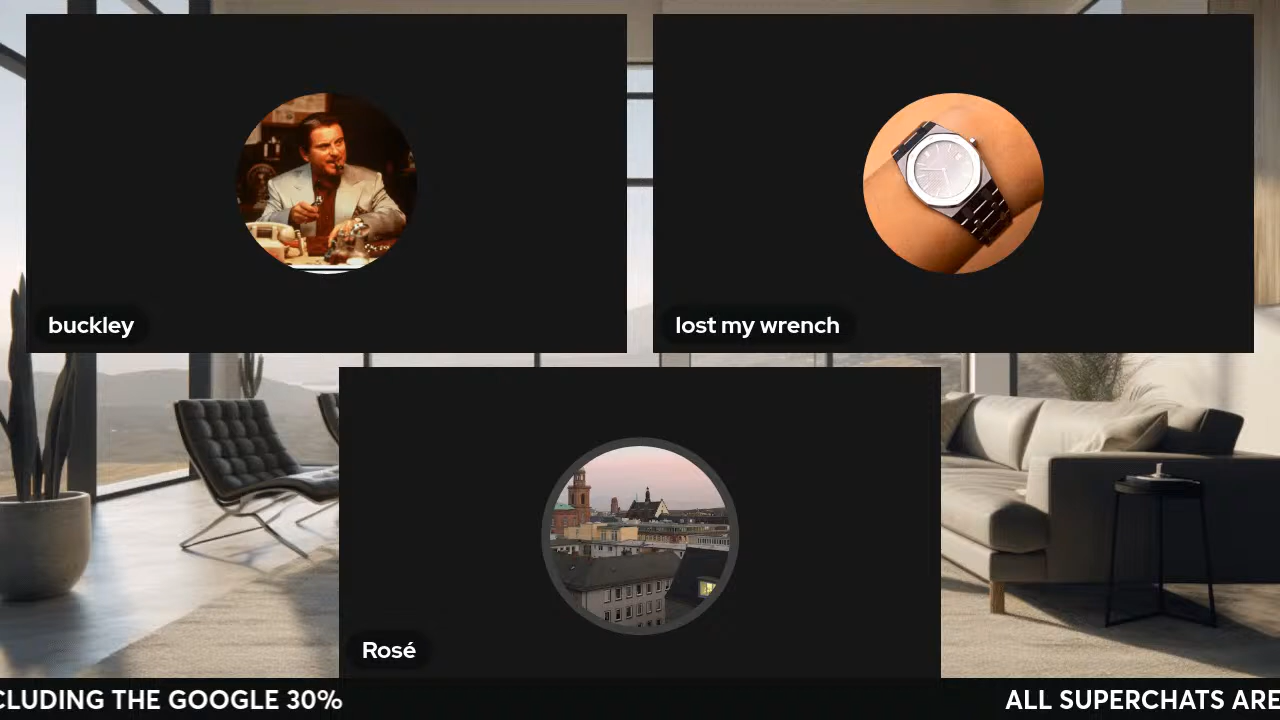 buckley
lost my wrench
Rosé
CLUDING THE GOOGLE 30%
ALL SUPERCHATS ARE